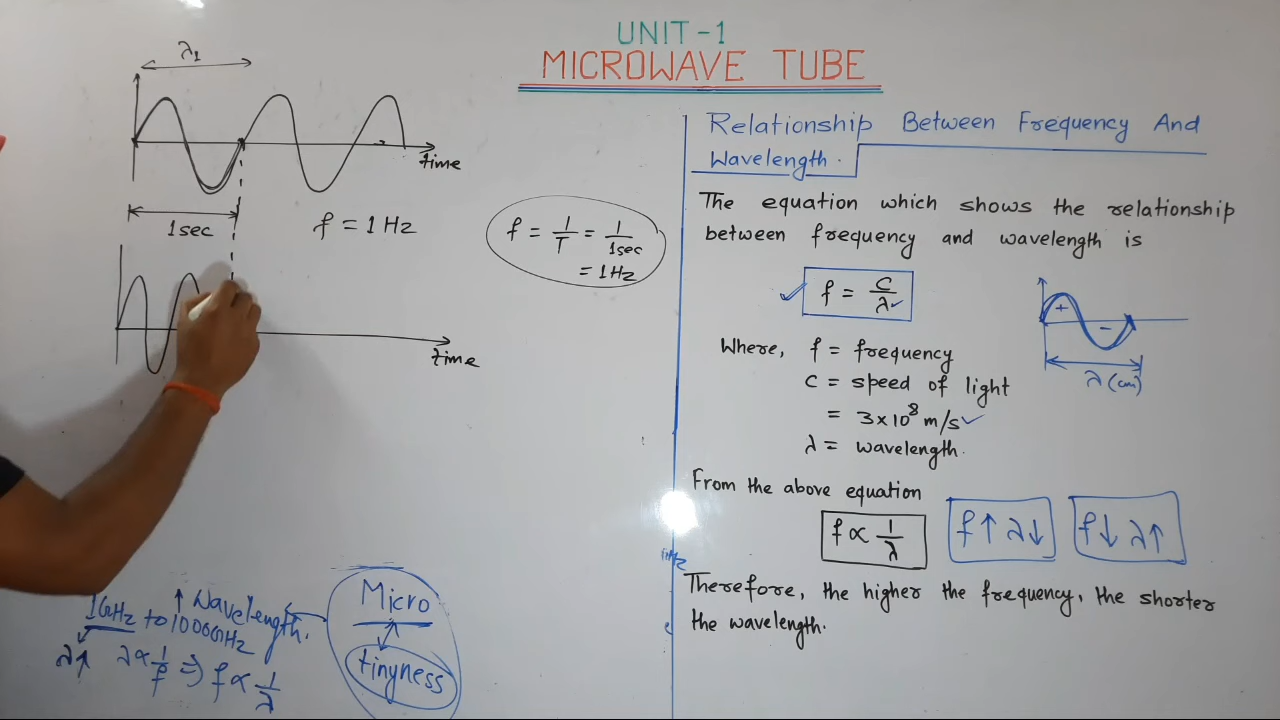 UNIT-1
MICROWAVE TUBE
λ1
time
1sec
f = 1 Hz
f = 1/T = 1/1sec
= 1Hz
time
1GHz to 1000GHz
↑ Wavelength.
λ↑ λ ∝ 1/f ⇒ f ∝ 1/λ
Micro
tinyness
Relationship Between Frequency And
Wavelength.
The equation which shows the relationship
between frequency and wavelength is
f = C/λ
+
-
λ (cm)
Where, f = frequency
C = speed of light
= 3×10⁸ m/s
λ = wavelength.
From the above equation
f ∝ 1/λ
f↑ λ↓
f↓ λ↑
Therefore, the higher the frequency, the shorter
the wavelength.